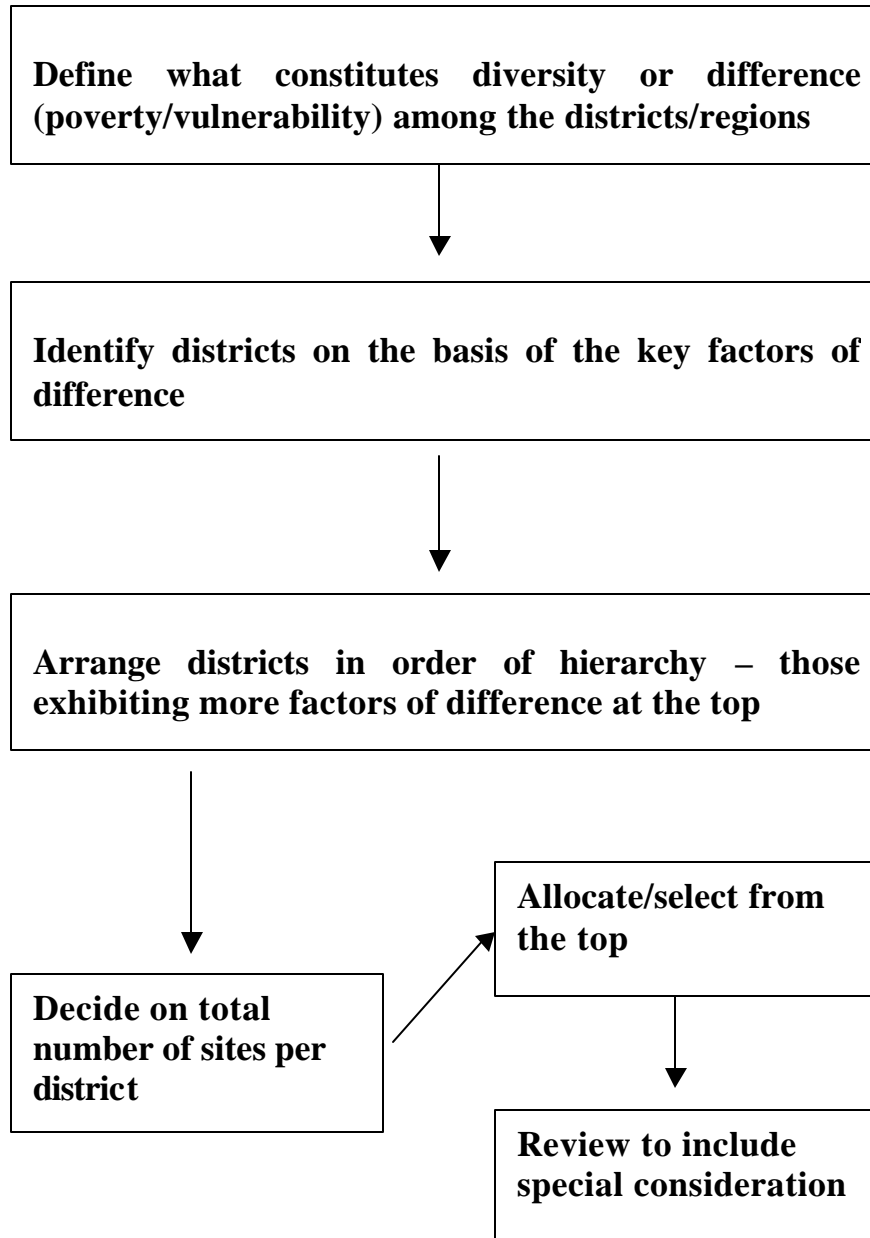 Define what constitutes diversity or difference
(poverty/vulnerability) among the districts/regions
Identify districts on the basis of the key factors of
difference
Arrange districts in order of hierarchy – those
exhibiting more factors of difference at the top
Allocate/select from
the top
Decide on total
number of sites per
district
Review to include
special consideration